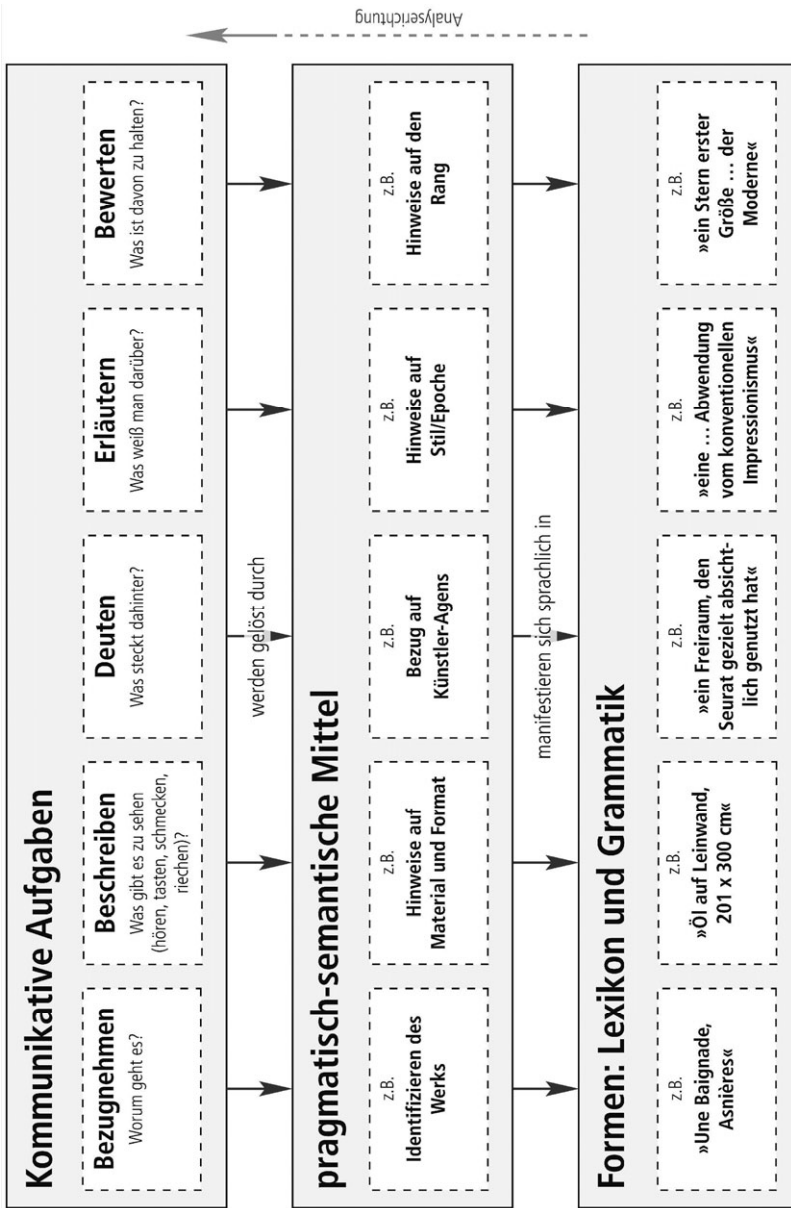 Kommunikative Aufgaben
Bezugnehmen
Worum geht es?
Beschreiben
Was gibt es zu sehen
(hören, tasten, schmecken,
riechen)?
Deuten
Was steckt dahinter?
Erläutern
Was weiß man darüber?
Bewerten
Was ist davon zu halten?
werden gelöst durch
pragmatisch-semantische Mittel
z.B.
Identifizieren des
Werks
z.B.
Hinweise auf
Material und Format
z.B.
Bezug auf
Künstler-Agens
z.B.
Hinweise auf
Stil/Epoche
z.B.
Hinweise auf den
Rang
manifestieren sich sprachlich in
Formen: Lexikon und Grammatik
z.B.
»Une Baignade,
Asnières«
z.B.
»Öl auf Leinwand,
201 x 300 cm«
z.B.
»ein Freiraum, den
Seurat gezielt absicht-
lich genutzt hat«
z.B.
»eine … Abwendung
vom konventionellen
Impressionismus«
z.B.
»ein Stern erster
Größe … der
Moderne«
Analyserichtung